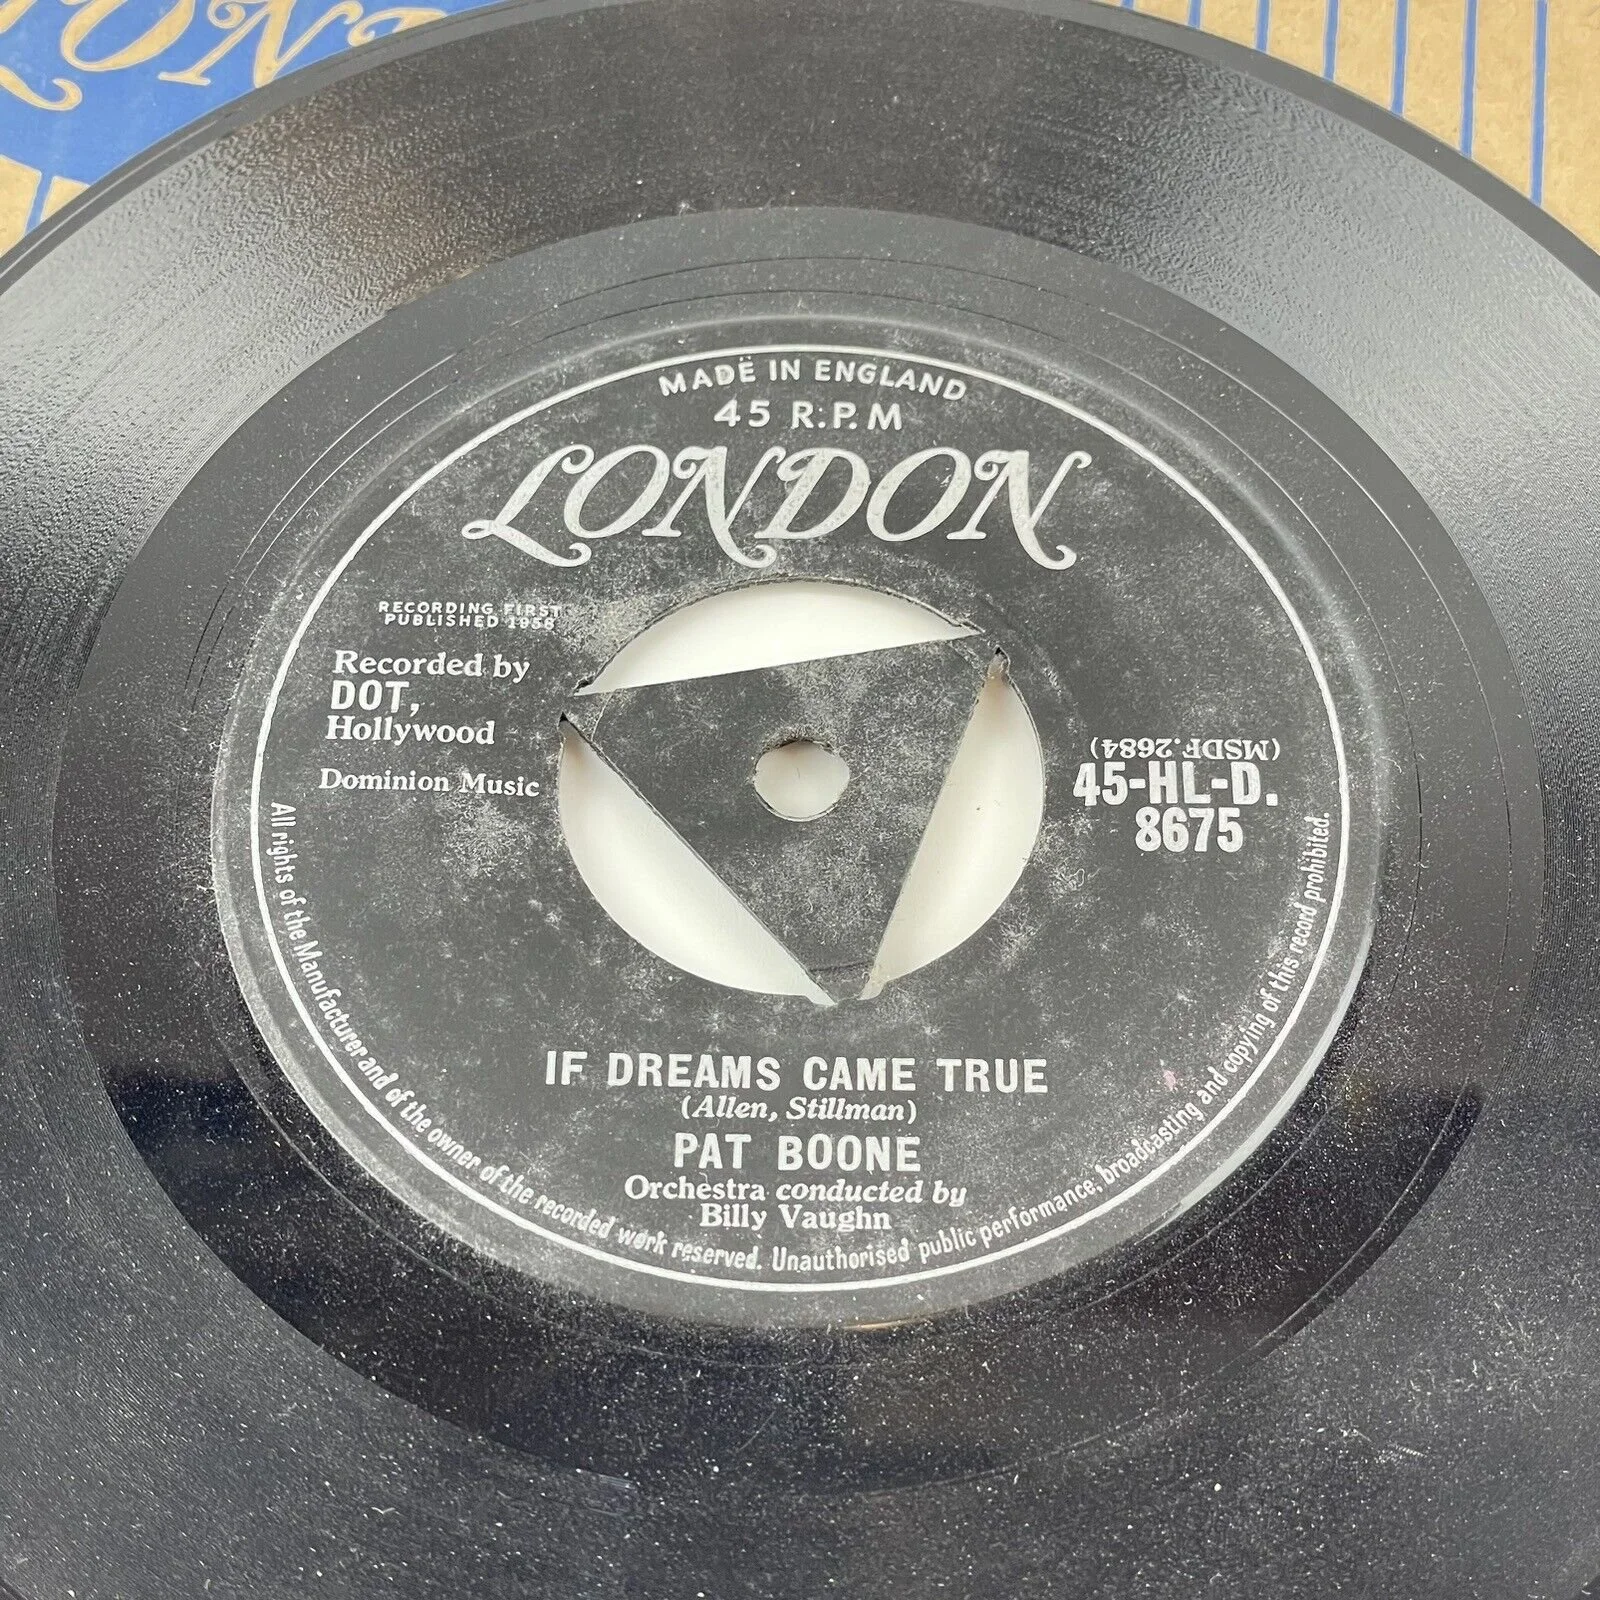 LONDON
MADE IN ENGLAND
45 R.P.M
LONDON
RECORDING FIRST
PUBLISHED 1958
Recorded by
DOT,
Hollywood
Dominion Music
(MSDF.2684)
45-HL-D.
8675
IF DREAMS CAME TRUE
(Allen, Stillman)
PAT BOONE
Orchestra conducted by
Billy Vaughn
All rights of the Manufacturer and of the owner of the recorded work reserved. Unauthorised public performance, broadcasting and copying of this record prohibited.